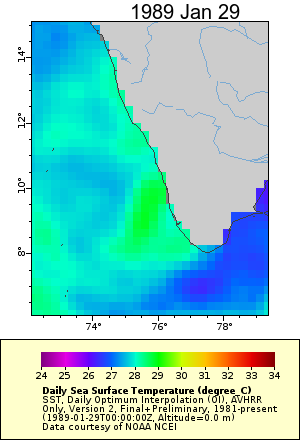 1989 Jan 29
14°
12°
10°
8°
74° 76° 78°
24 25 26 27 28 29 30 31 32 33 34
Daily Sea Surface Temperature (degree_C)
SST, Daily Optimum Interpolation (OI), AVHRR
Only, Version 2, Final+Preliminary, 1981-present
(1989-01-29T00:00:00Z, Altitude=0.0 m)
Data courtesy of NOAA NCEI